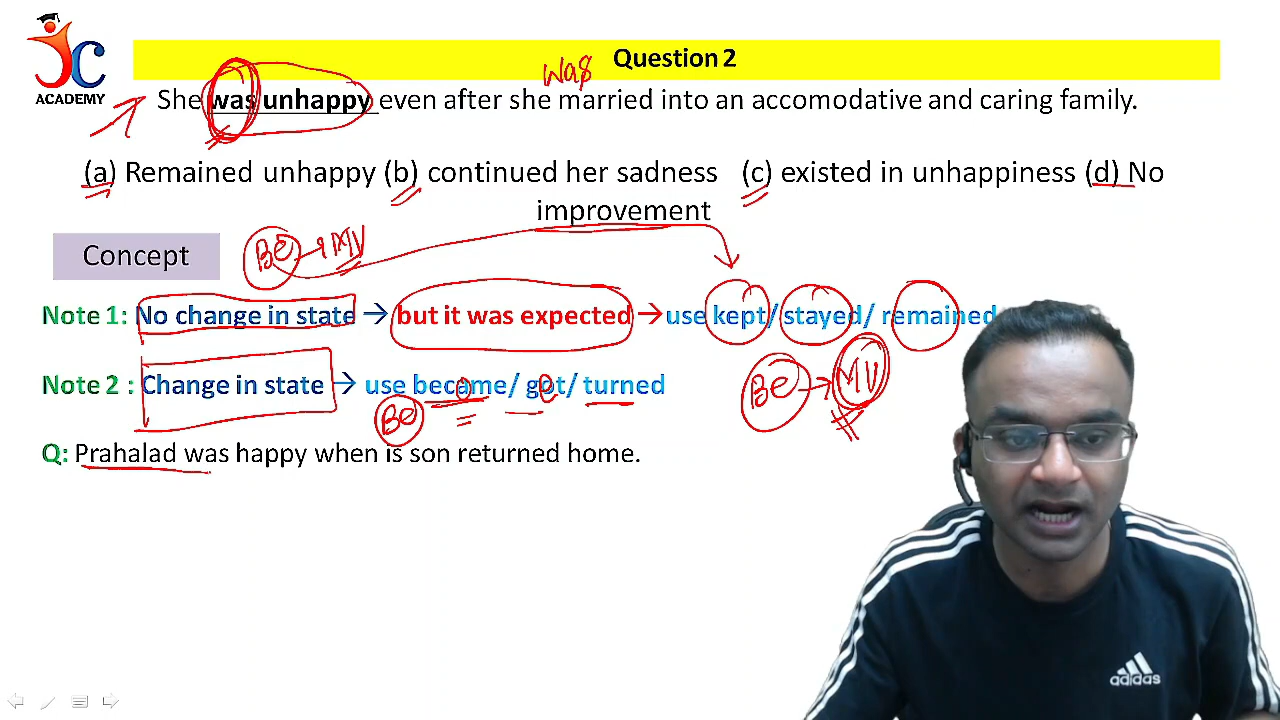 JC
ACADEMY
Question 2
was
She was unhappy even after she married into an accomodative and caring family.
(a) Remained unhappy (b) continued her sadness (c) existed in unhappiness (d) No
improvement
Concept
Be → MV
Note 1: No change in state → but it was expected → use kept/ stayed/ remained
Note 2 : Change in state → use became/ got/ turned
Be → MV
Be
Q: Prahalad was happy when is son returned home.
adidas